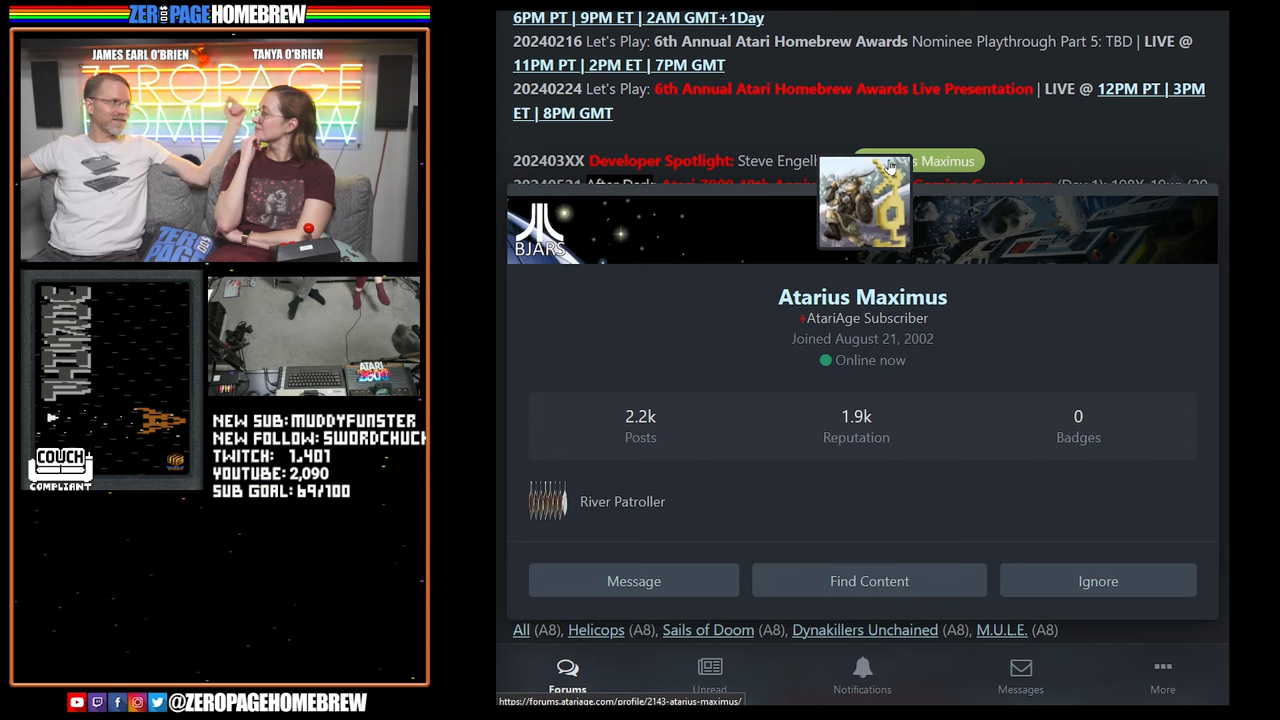 ZEROPAGEHOMEBREW
JAMES EARL O'BRIEN
TANYA O'BRIEN
ZEROPAGE
HOMEBREW
ATARI
2600
COUCH
COMPLIANT
NEW SUB: MUDDYFUNSTER
NEW FOLLOW: SWORDCHUCK
TWITCH: 1,401
YOUTUBE: 2,090
SUB GOAL: 69/100
@ZEROPAGEHOMEBREW
6PM PT | 9PM ET | 2AM GMT+1Day
20240216 Let's Play: 6th Annual Atari Homebrew Awards Nominee Playthrough Part 5: TBD | LIVE @
11PM PT | 2PM ET | 7PM GMT
20240224 Let's Play: 6th Annual Atari Homebrew Awards Live Presentation | LIVE @ 12PM PT | 3PM
ET | 8PM GMT
202403XX Developer Spotlight: Steve Engelh s Maximus
BJARS
Atarius Maximus
AtariAge Subscriber
Joined August 21, 2002
Online now
2.2k 1.9k 0
Posts Reputation Badges
River Patroller
Message Find Content Ignore
All (A8), Helicops (A8), Sails of Doom (A8), Dynakillers Unchained (A8), M.U.L.E. (A8)
Forums Unread Notifications Messages More
https://forums.atariage.com/profile/2143-atarius-maximus/